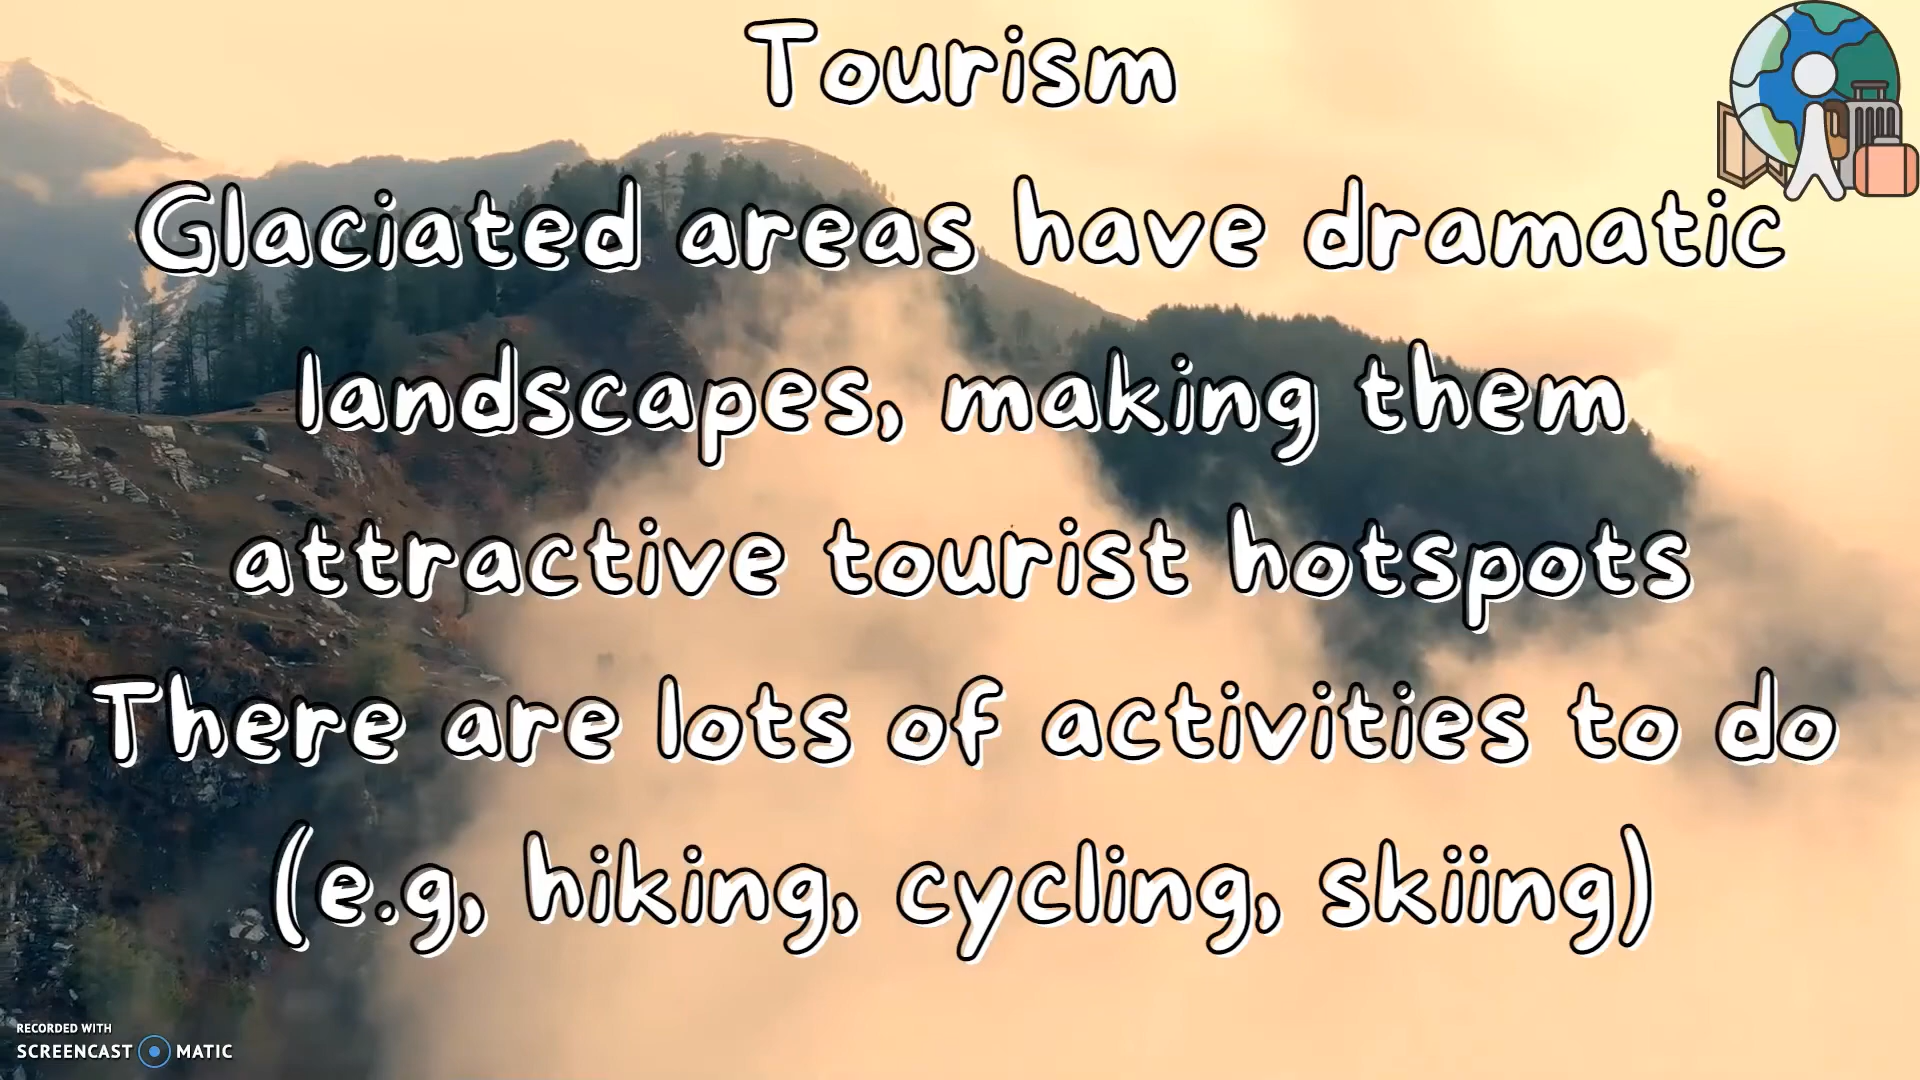 Tourism
Glaciated areas have dramatic
landscapes, making them
attractive tourist hotspots
There are lots of activities to do
(e.g, hiking, cycling, skiing)
RECORDED WITH
SCREENCAST MATIC